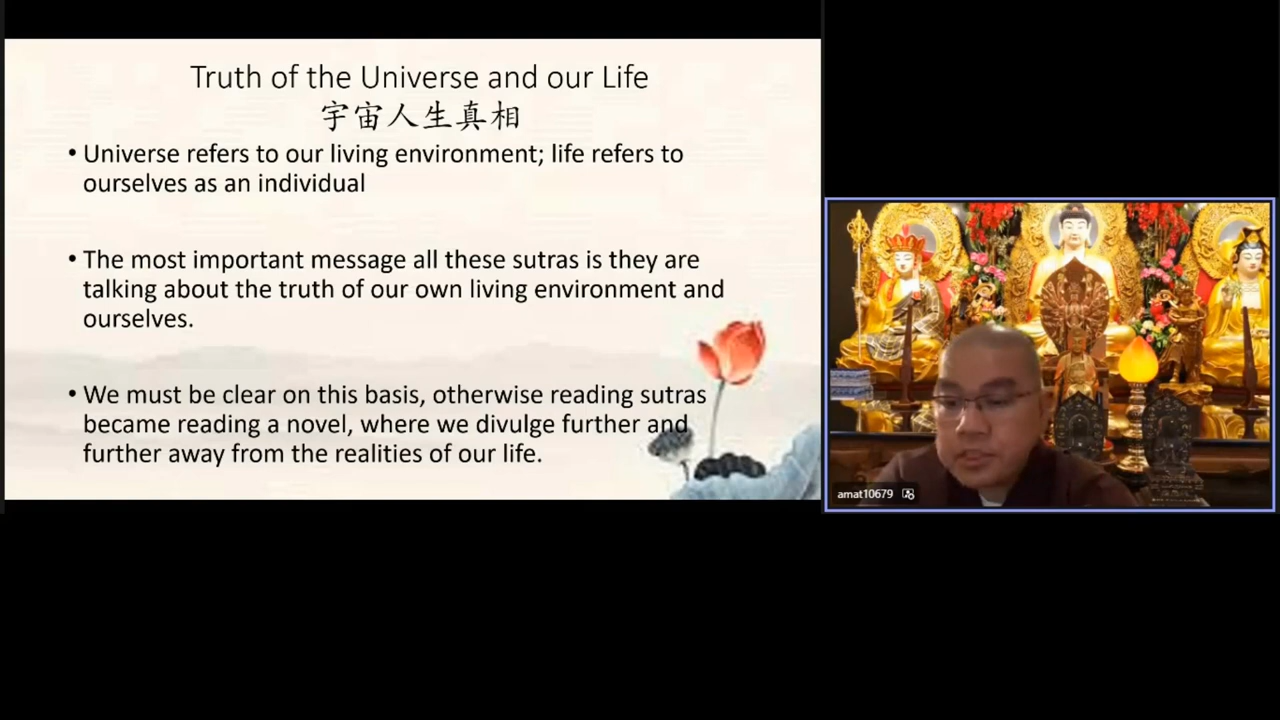 Truth of the Universe and our Life
宇宙人生真相
• Universe refers to our living environment; life refers to
ourselves as an individual
• The most important message all these sutras is they are
talking about the truth of our own living environment and
ourselves.
• We must be clear on this basis, otherwise reading sutras
became reading a novel, where we divulge further and
further away from the realities of our life.
amat10679